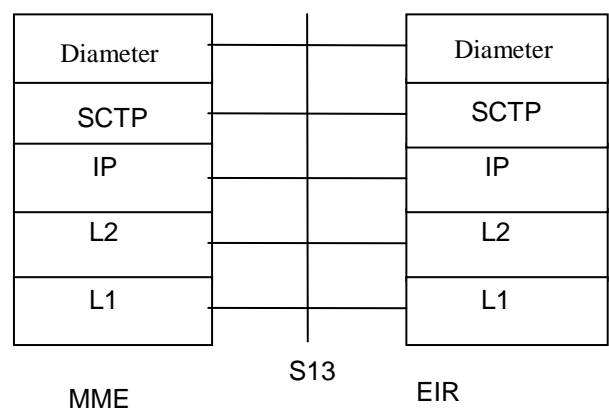 Diameter Diameter
SCTP SCTP
IP IP
L2 L2
L1 L1
S13
MME EIR